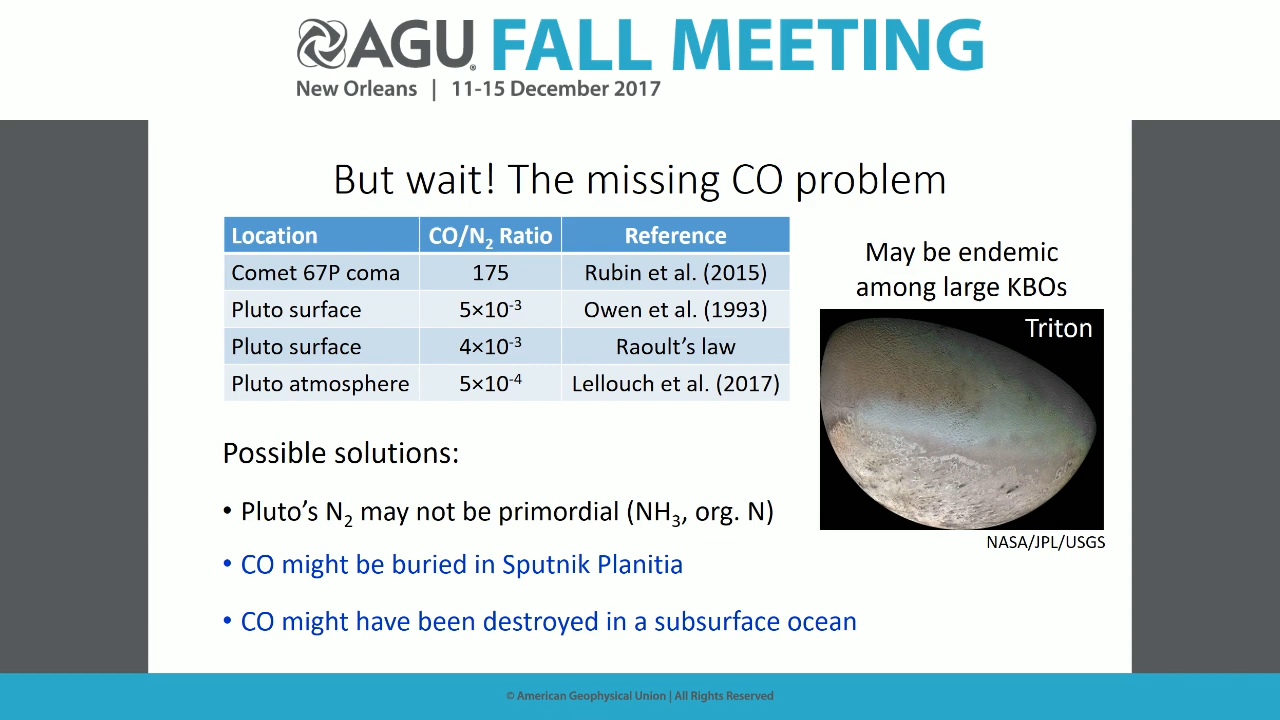 AGU FALL MEETING
New Orleans | 11-15 December 2017
But wait! The missing CO problem
Location CO/N₂ Ratio Reference
Comet 67P coma 175 Rubin et al. (2015)
Pluto surface 5×10⁻³ Owen et al. (1993)
Pluto surface 4×10⁻³ Raoult’s law
Pluto atmosphere 5×10⁻⁴ Lellouch et al. (2017)
May be endemic
among large KBOs
Triton
NASA/JPL/USGS
Possible solutions:
• Pluto’s N₂ may not be primordial (NH₃, org. N)
• CO might be buried in Sputnik Planitia
• CO might have been destroyed in a subsurface ocean
© American Geophysical Union | All Rights Reserved